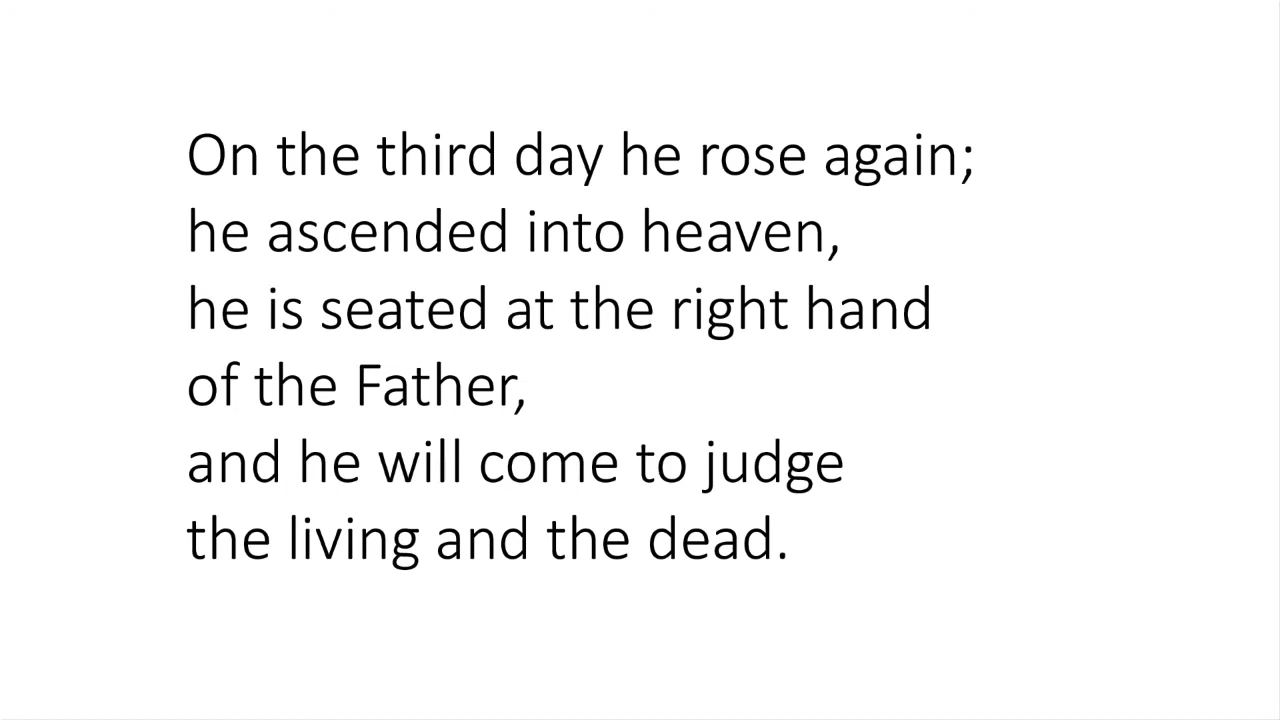 On the third day he rose again;
he ascended into heaven,
he is seated at the right hand
of the Father,
and he will come to judge
the living and the dead.